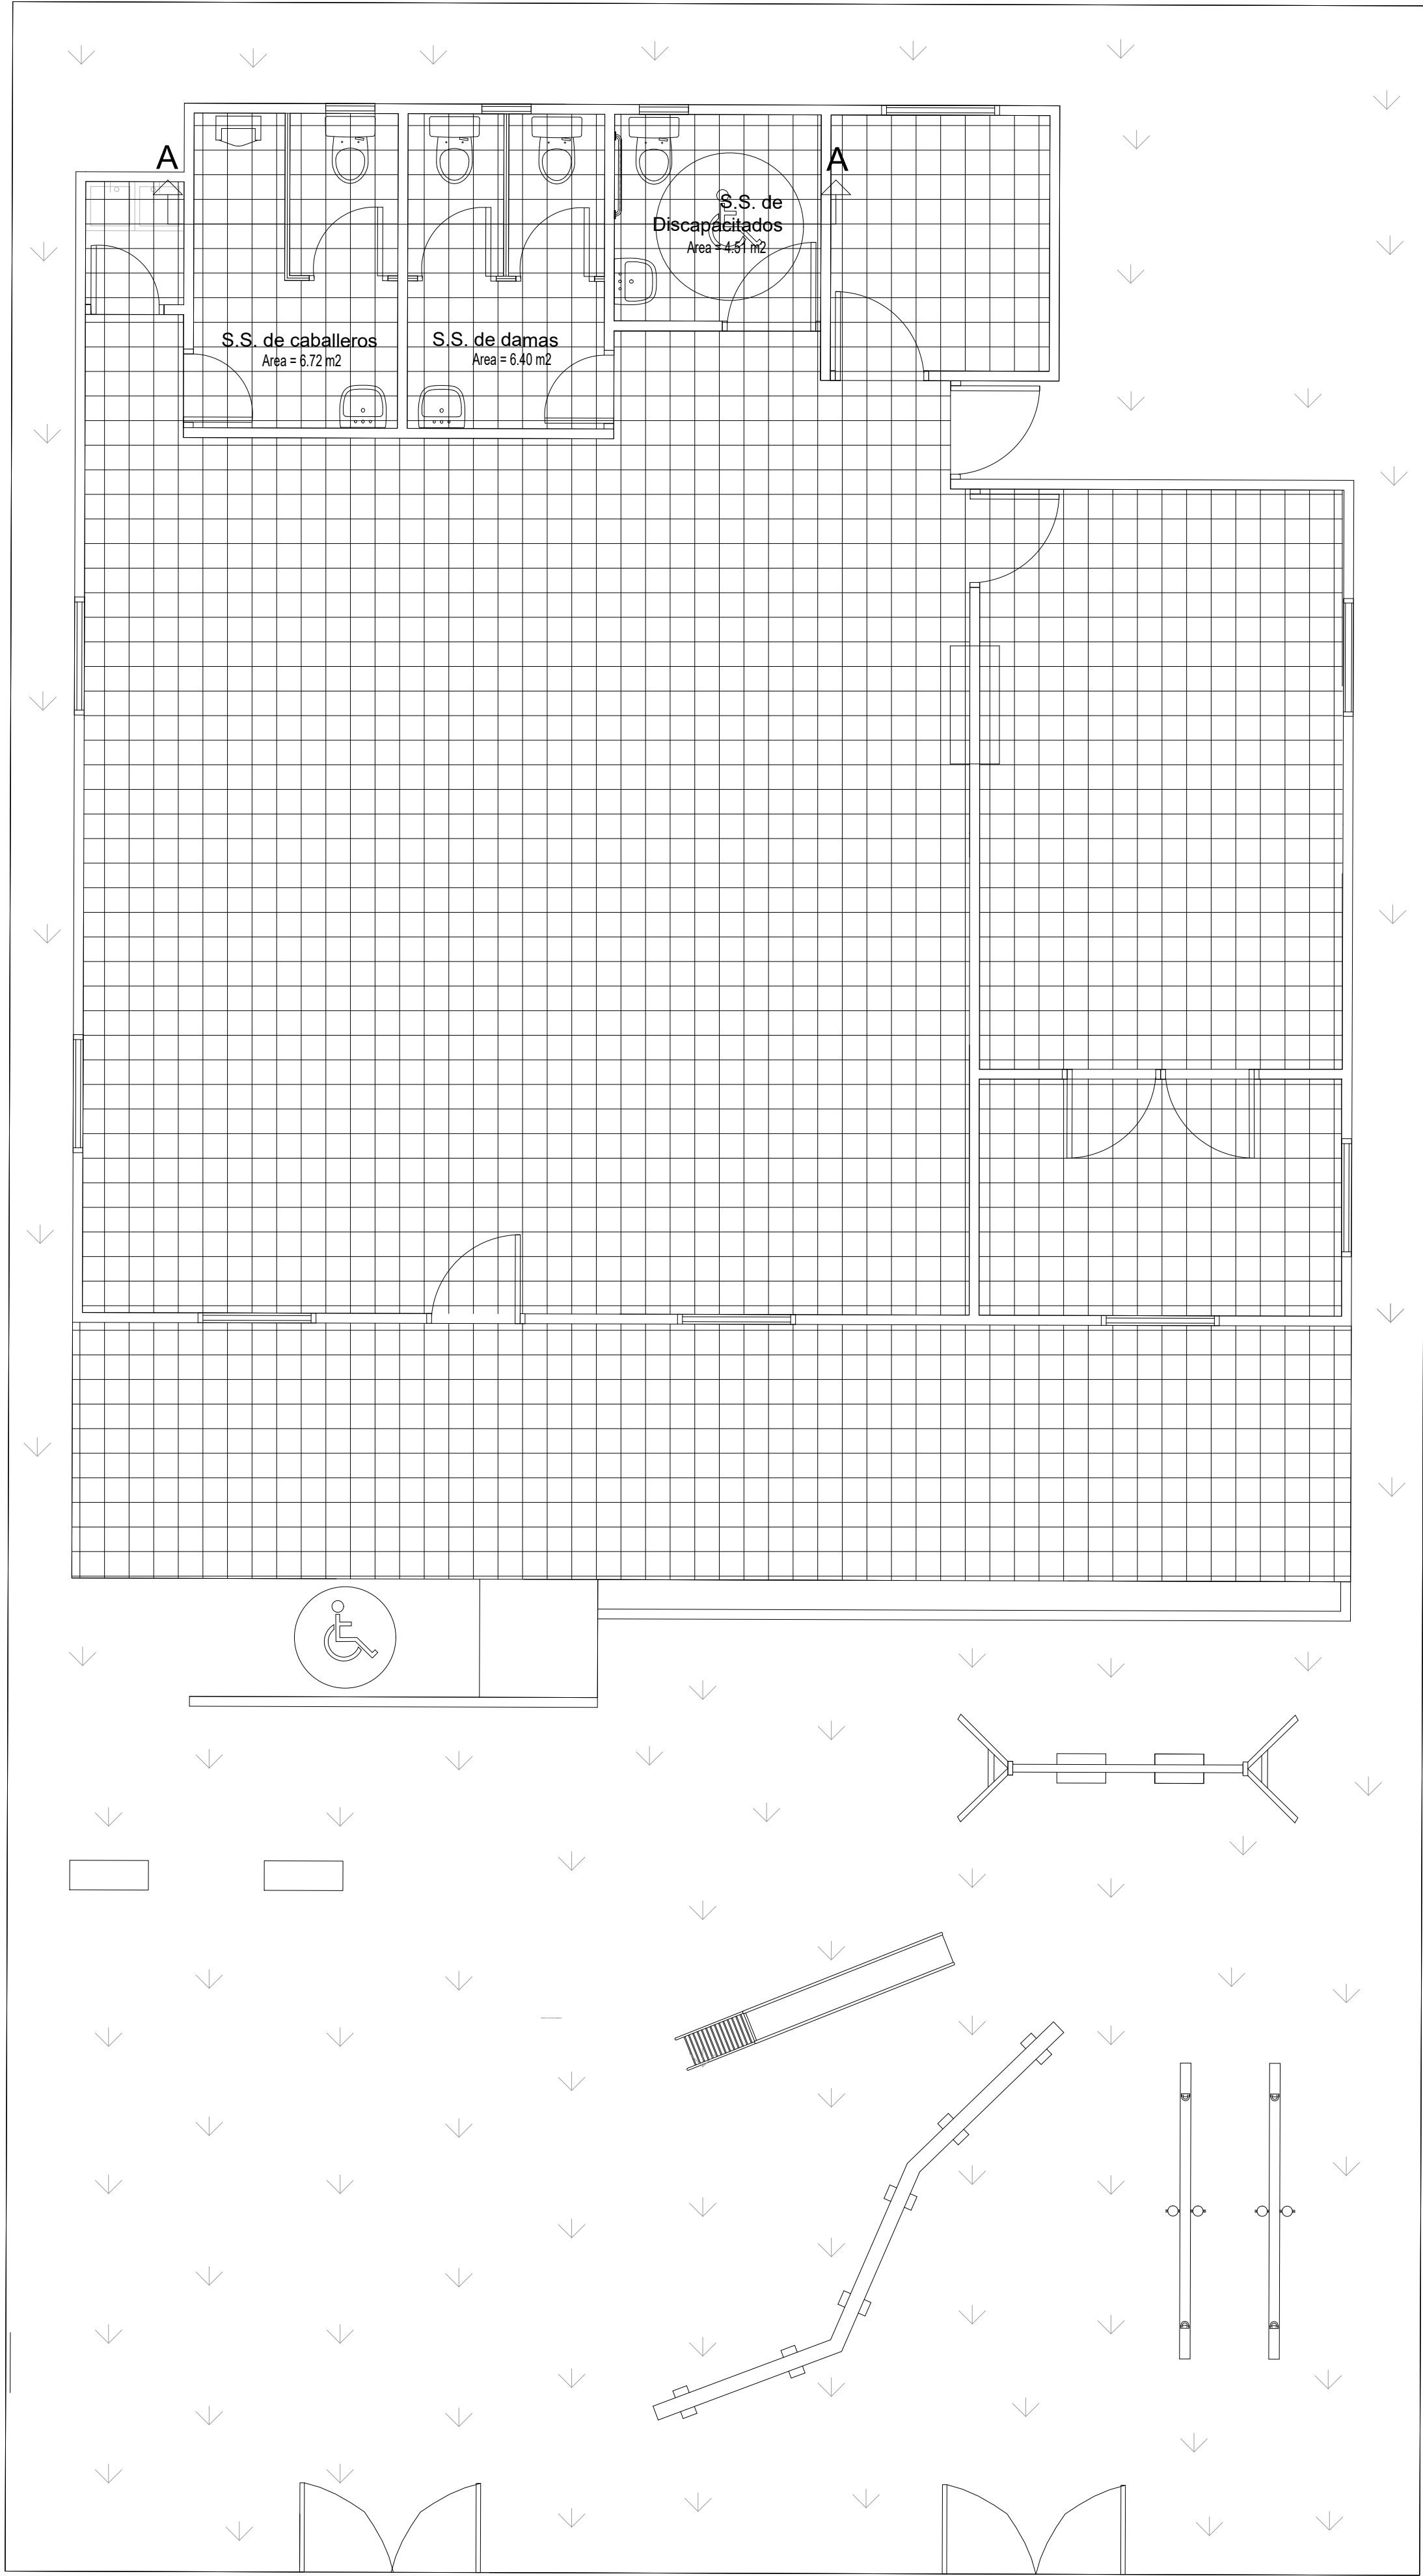 A
A
S.S. de
Discapacitados
Area = 4.51 m2
S.S. de caballeros
Area = 6.72 m2
S.S. de damas
Area = 6.40 m2